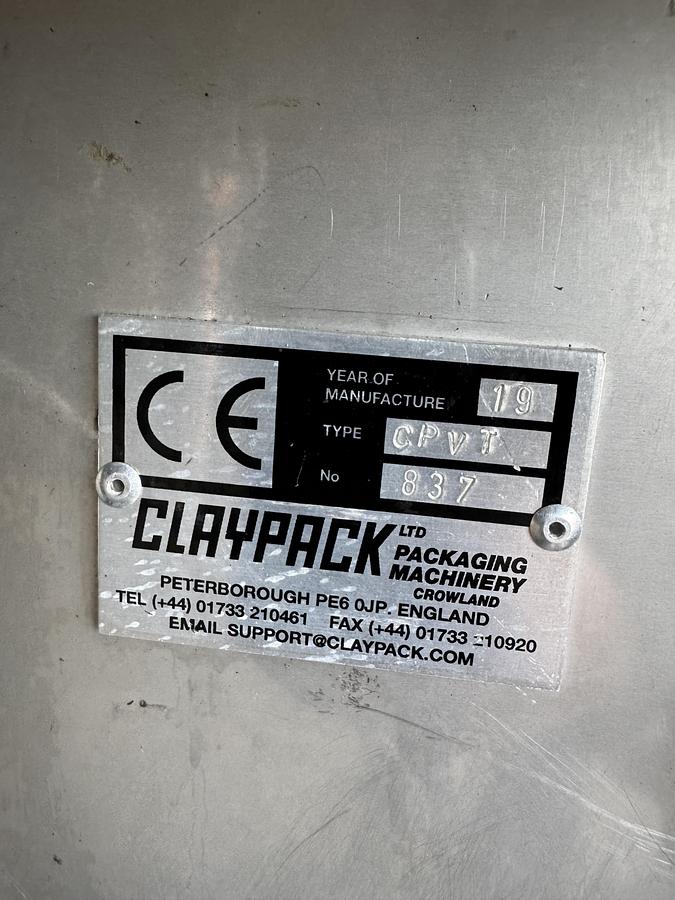 CE
YEAR OF
MANUFACTURE 19
TYPE CPVT
No 837
CLAYPACK LTD
PACKAGING
MACHINERY
CROWLAND
PETERBOROUGH PE6 0JP. ENGLAND
TEL (+44) 01733 210461 FAX (+44) 01733 210920
EMAIL SUPPORT@CLAYPACK.COM